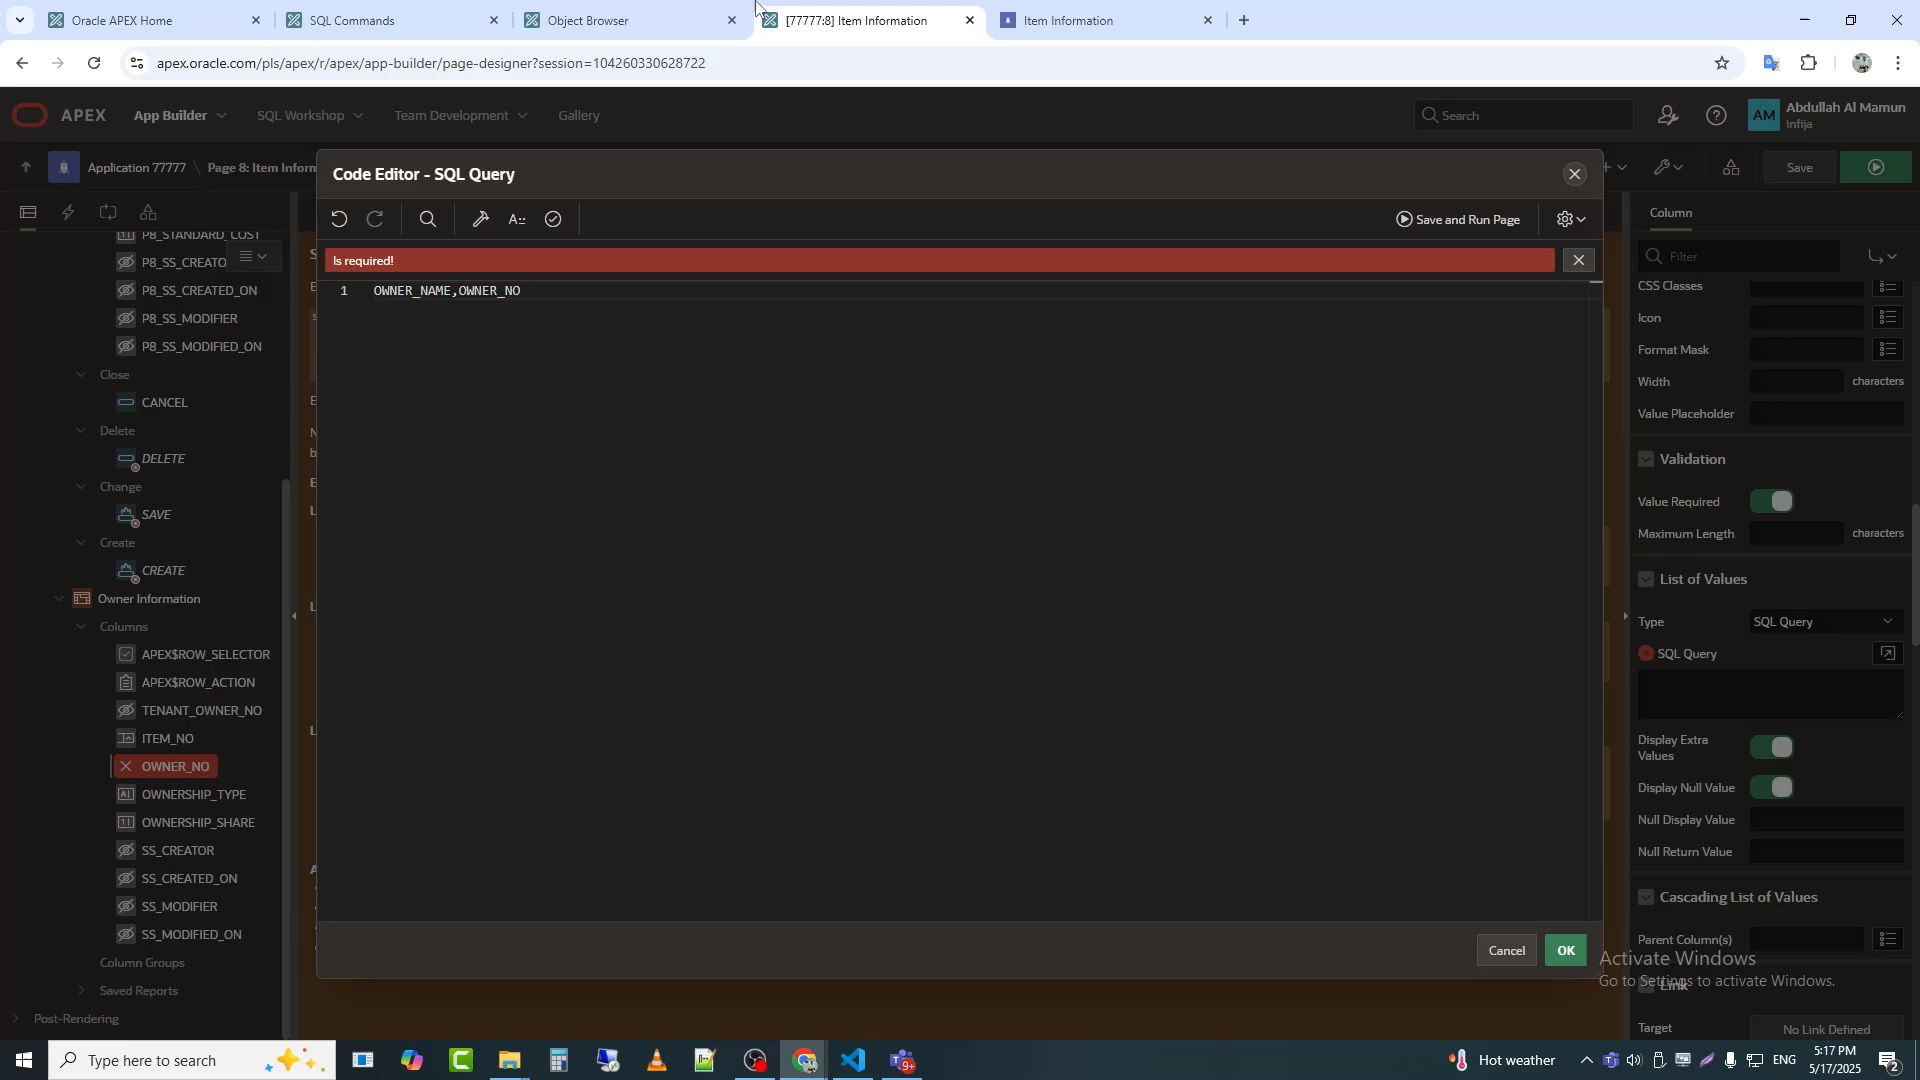 Oracle APEX Home
SQL Commands
Object Browser
[77777:8] Item Information
Item Information
apex.oracle.com/pls/apex/r/apex/app-builder/page-designer?session=104260330628722
APEX
App Builder
SQL Workshop
Team Development
Gallery
Search
AM
Abdullah Al Mamun
infija
Application 77777 \ Page 8: Item Inform
Save
Code Editor - SQL Query
Save and Run Page
Is required!
1 OWNER_NAME,OWNER_NO
Cancel
OK
P8_STANDARD_COST
P8_SS_CREATO
P8_SS_CREATED_ON
P8_SS_MODIFIER
P8_SS_MODIFIED_ON
Close
CANCEL
Delete
DELETE
Change
SAVE
Create
CREATE
Owner Information
Columns
APEX$ROW_SELECTOR
APEX$ROW_ACTION
TENANT_OWNER_NO
ITEM_NO
OWNER_NO
OWNERSHIP_TYPE
OWNERSHIP_SHARE
SS_CREATOR
SS_CREATED_ON
SS_MODIFIER
SS_MODIFIED_ON
Column Groups
Saved Reports
Post-Rendering
Column
Filter
CSS Classes
Icon
Format Mask
Width characters
Value Placeholder
Validation
Value Required
Maximum Length characters
List of Values
Type SQL Query
SQL Query
Display Extra
Values
Display Null Value
Null Display Value
Null Return Value
Cascading List of Values
Parent Column(s)
Link
Target No Link Defined
Activate Windows
Go to Settings to activate Windows.
Type here to search
9+
Hot weather
ENG
5:17 PM
5/17/2025
2